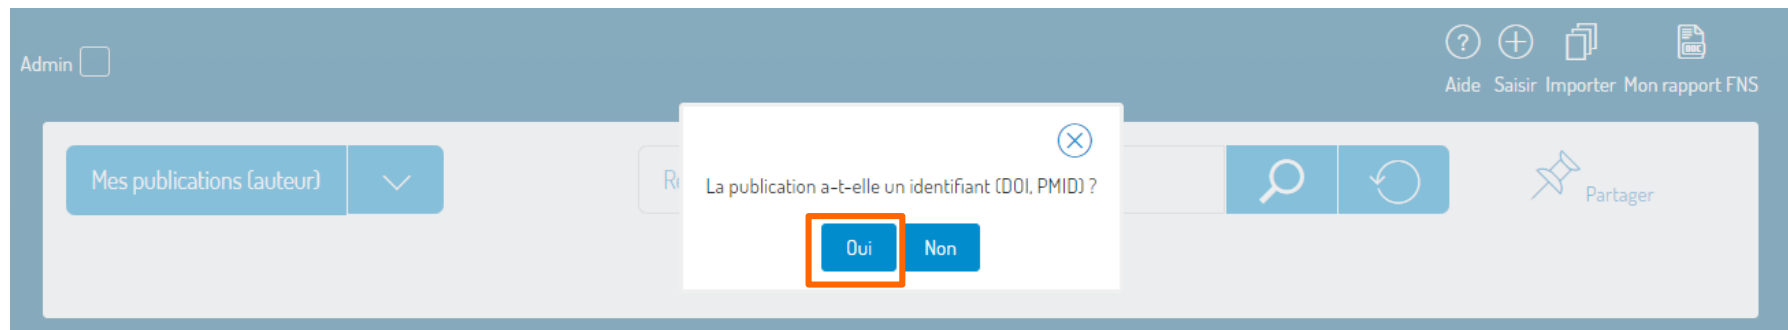 Admin
Aide Saisir Importer Mon rapport FNS
DOC
Mes publications (auteur)
La publication a-t-elle un identifiant (DOI, PMID) ?
Partager
Oui Non